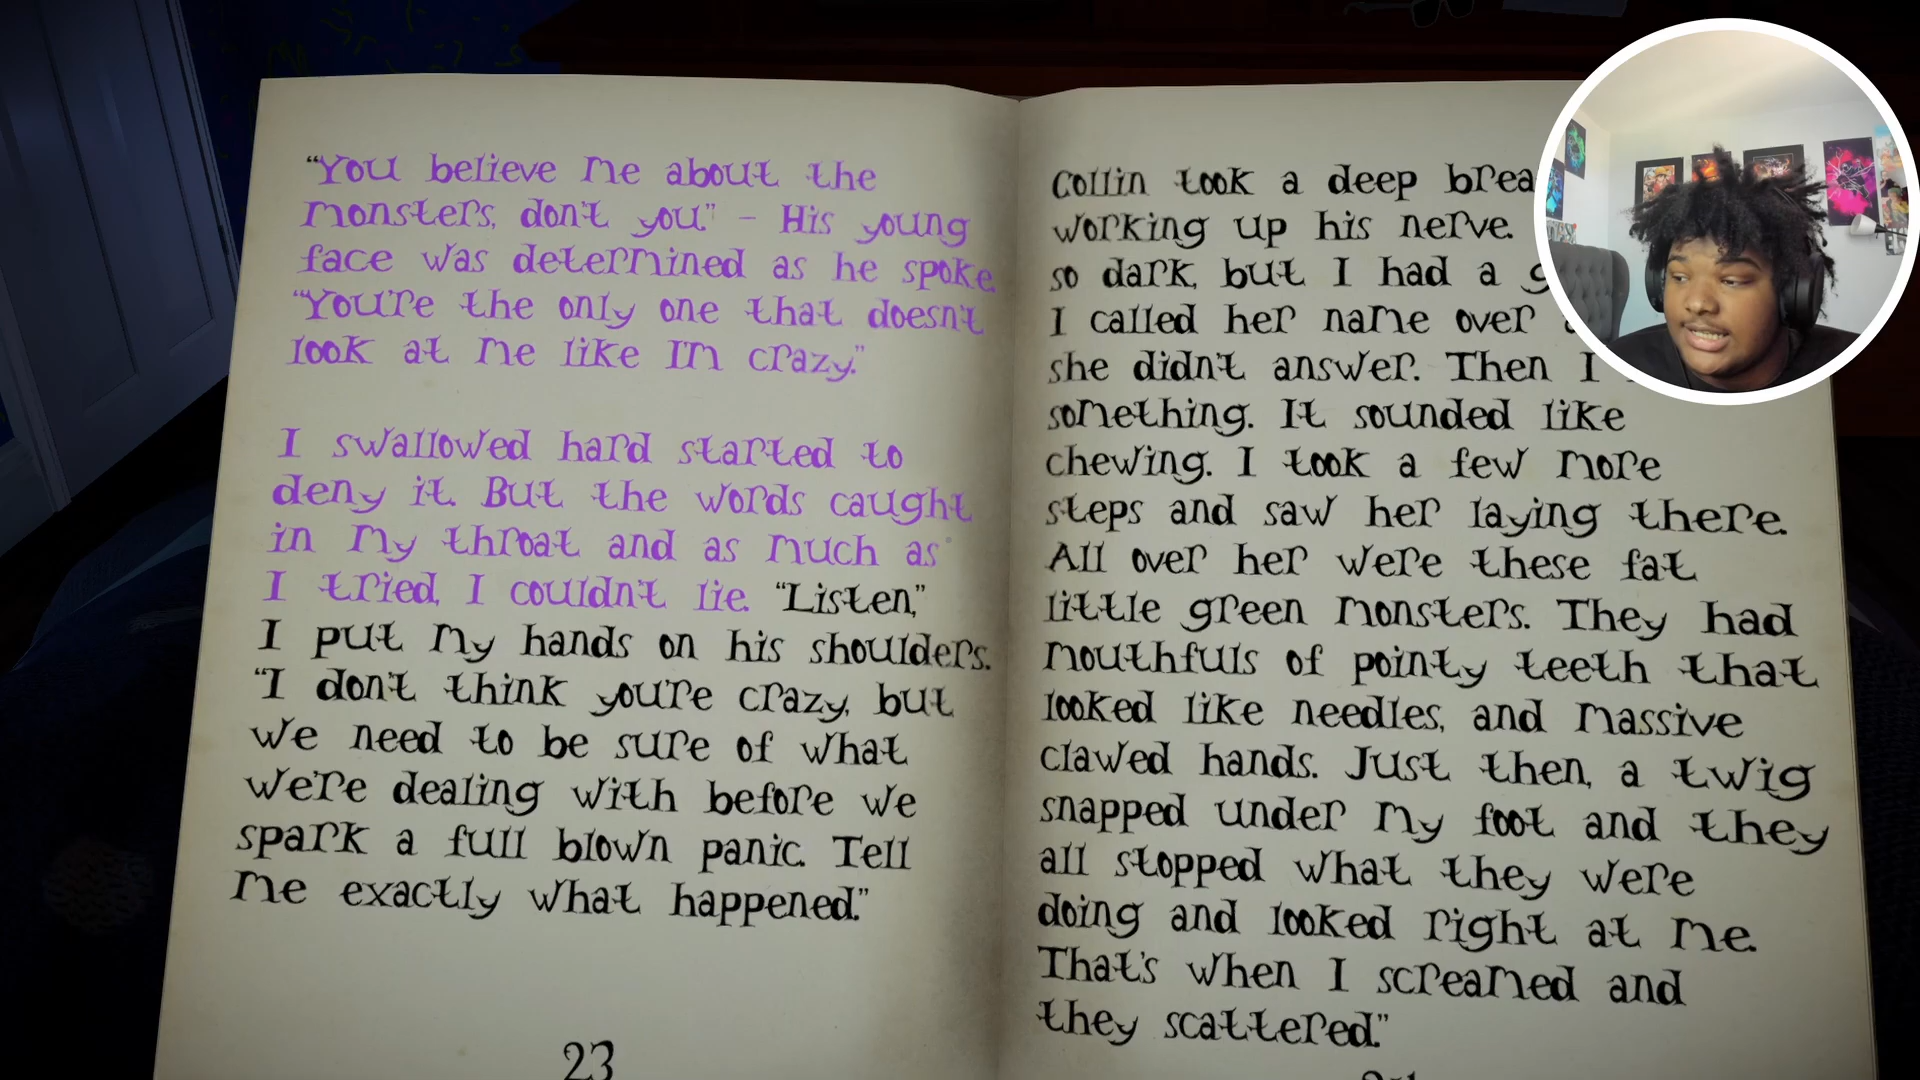 “You believe me about the
monsters, don't you.” – His young
face was determined as he spoke.
“You're the only one that doesn't
look at me like I'm crazy.”
I swallowed hard started to
deny it. But the words caught
in my throat and as much as
I tried, I couldn't lie. “Listen,”
I put my hands on his shoulders.
“I don't think you're crazy, but
we need to be sure of what
we're dealing with before we
spark a full blown panic. Tell
me exactly what happened.”
23
Collin took a deep
working up his nerve.
so dark, but I had a
I called her name over
she didn't answer. Then I
something. It sounded like
chewing. I took a few more
steps and saw her laying there.
All over her were these fat
little green monsters. They had
mouthfuls of pointy teeth that
looked like needles, and massive
clawed hands. Just then, a twig
snapped under my foot and they
all stopped what they were
doing and looked right at me.
That's when I screamed and
they scattered.”